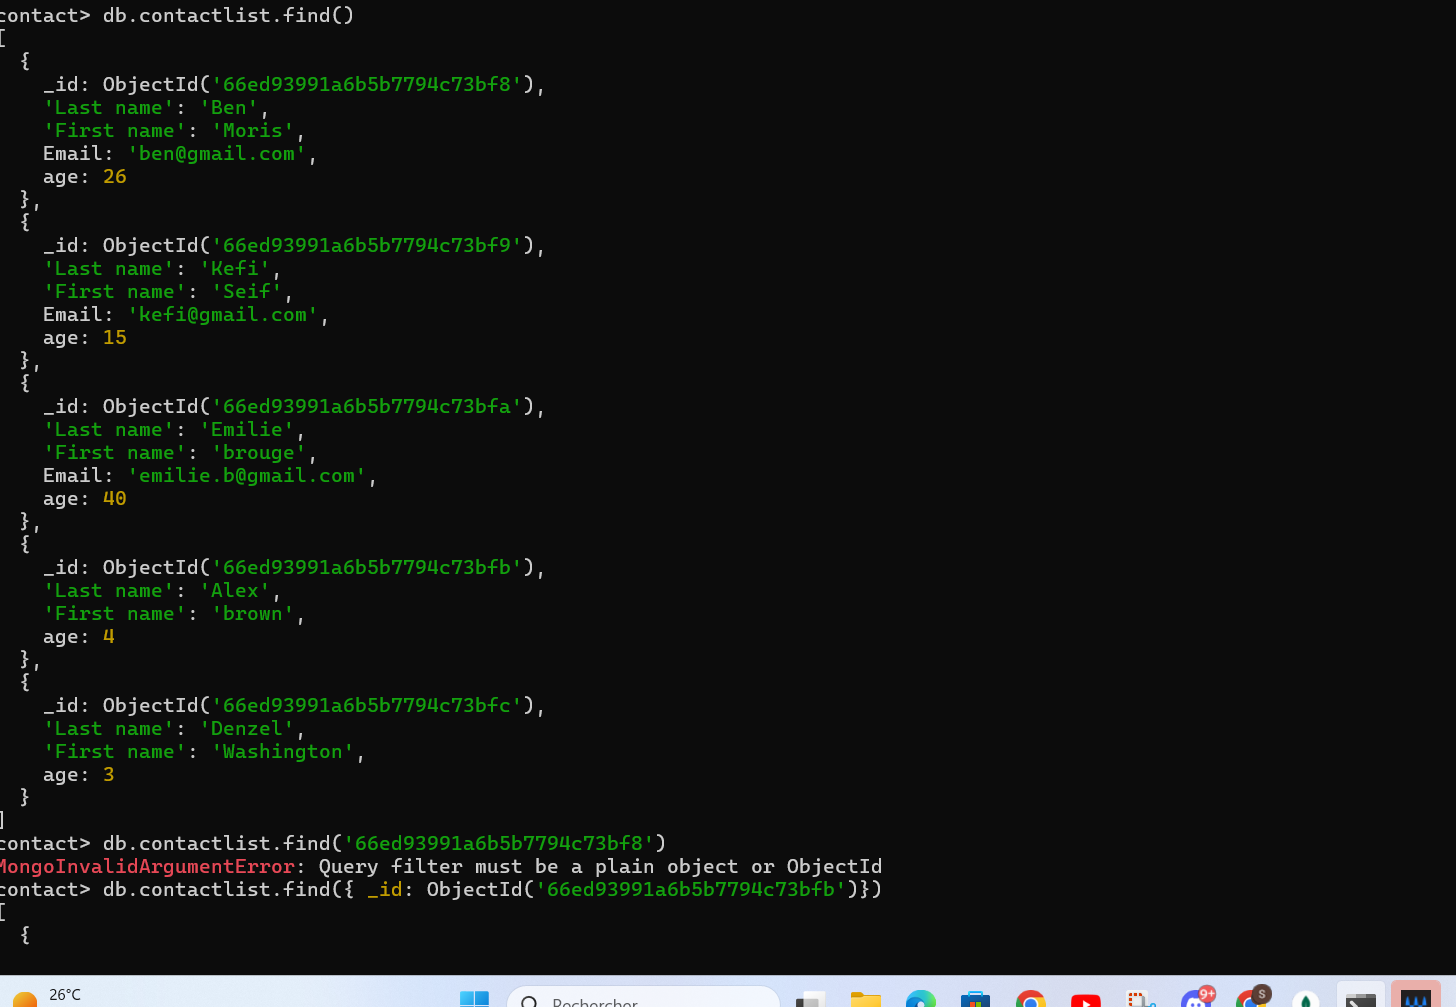 contact> db.contactlist.find()
[
  {
    _id: ObjectId('66ed93991a6b5b7794c73bf8'),
    'Last name': 'Ben',
    'First name': 'Moris',
    Email: 'ben@gmail.com',
    age: 26
  },
  {
    _id: ObjectId('66ed93991a6b5b7794c73bf9'),
    'Last name': 'Kefi',
    'First name': 'Seif',
    Email: 'kefi@gmail.com',
    age: 15
  },
  {
    _id: ObjectId('66ed93991a6b5b7794c73bfa'),
    'Last name': 'Emilie',
    'First name': 'brouge',
    Email: 'emilie.b@gmail.com',
    age: 40
  },
  {
    _id: ObjectId('66ed93991a6b5b7794c73bfb'),
    'Last name': 'Alex',
    'First name': 'brown',
    age: 4
  },
  {
    _id: ObjectId('66ed93991a6b5b7794c73bfc'),
    'Last name': 'Denzel',
    'First name': 'Washington',
    age: 3
  }
]
contact> db.contactlist.find('66ed93991a6b5b7794c73bf8')
MongoInvalidArgumentError: Query filter must be a plain object or ObjectId
contact> db.contactlist.find({ _id: ObjectId('66ed93991a6b5b7794c73bfb')})
[
  {
26°C
Rechercher
9+
S